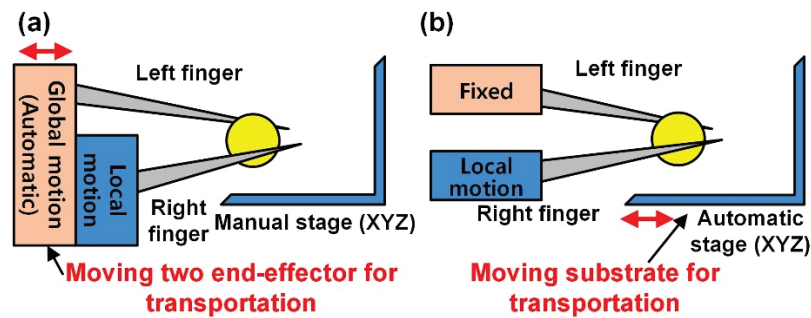 (a)
Left finger
Global motion
(Automatic)
Local
motion
Right
finger
Manual stage (XYZ)
Moving two end-effector for
transportation
(b)
Left finger
Fixed
Local
motion
Right finger
Automatic
stage (XYZ)
Moving substrate for
transportation